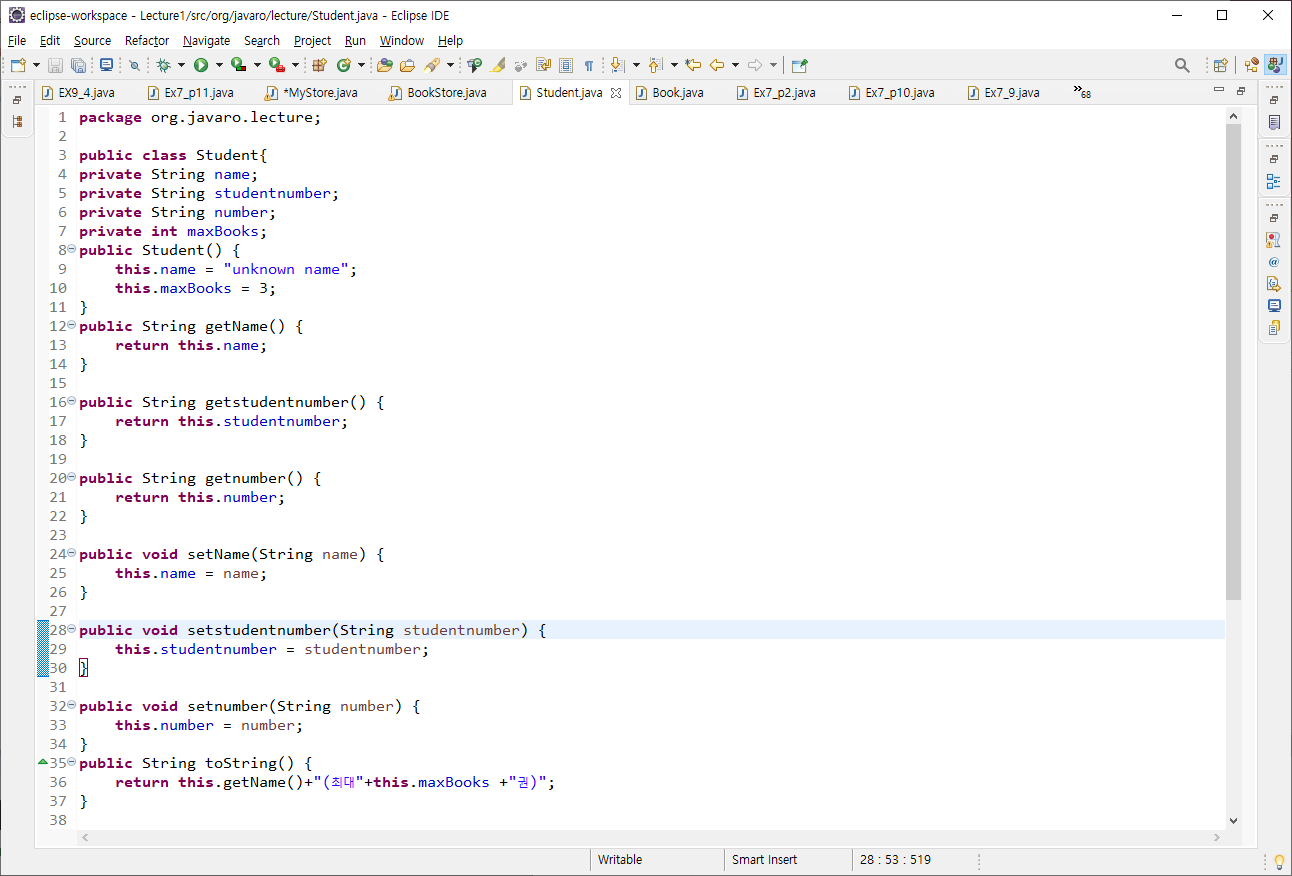 eclipse-workspace - Lecture1/src/org/javaro/lecture/Student.java - Eclipse IDE
File Edit Source Refactor Navigate Search Project Run Window Help
EX9_4.java Ex7_p11.java *MyStore.java BookStore.java Student.java Book.java Ex7_p2.java Ex7_p10.java Ex7_9.java »68
1 package org.javaro.lecture;
2
3 public class Student{
4 private String name;
5 private String studentnumber;
6 private String number;
7 private int maxBooks;
8 public Student() {
9     this.name = "unknown name";
10     this.maxBooks = 3;
11 }
12 public String getName() {
13     return this.name;
14 }
15
16 public String getstudentnumber() {
17     return this.studentnumber;
18 }
19
20 public String getnumber() {
21     return this.number;
22 }
23
24 public void setName(String name) {
25     this.name = name;
26 }
27
28 public void setstudentnumber(String studentnumber) {
29     this.studentnumber = studentnumber;
30 }
31
32 public void setnumber(String number) {
33     this.number = number;
34 }
35 public String toString() {
36     return this.getName()+"(최대"+this.maxBooks +"권)";
37 }
38
Writable Smart Insert 28 : 53 : 519